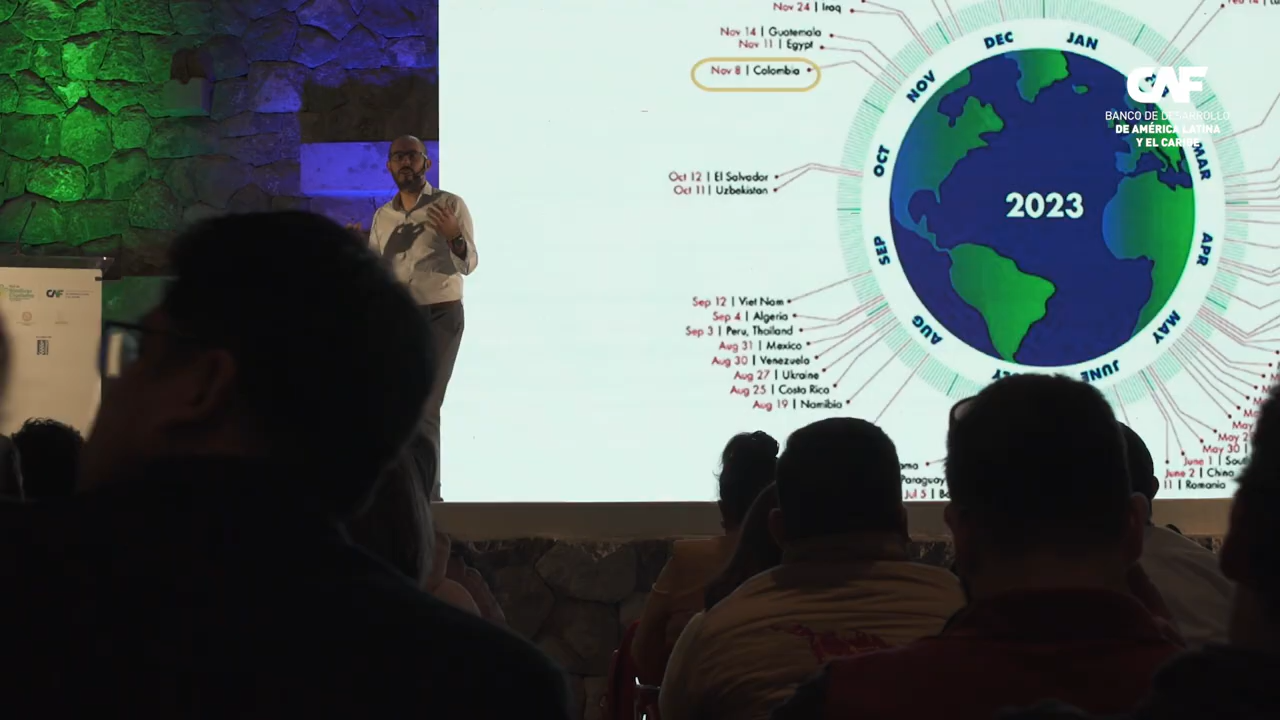 Nov 24 | Iraq
Nov 14 | Guatemala
Nov 11 | Egypt
Nov 8 | Colombia
Oct 12 | El Salvador
Oct 11 | Uzbekistan
Sep 12 | Viet Nam
Sep 4 | Algeria
Sep 3 | Peru, Thailand
Aug 31 | Mexico
Aug 30 | Venezuela
Aug 27 | Ukraine
Aug 25 | Costa Rica
Aug 19 | Namibia
Paraguay
Jul 5 |
DEC
JAN
NOV
MAR
OCT
APR
SEP
MAY
AUG
JUNE
2023
May 30 |
June 1 |
June 2 | China
11 | Romania
CAF
BANCO DE DESARROLLO
DE AMÉRICA LATINA
Y EL CARIBE
CAF